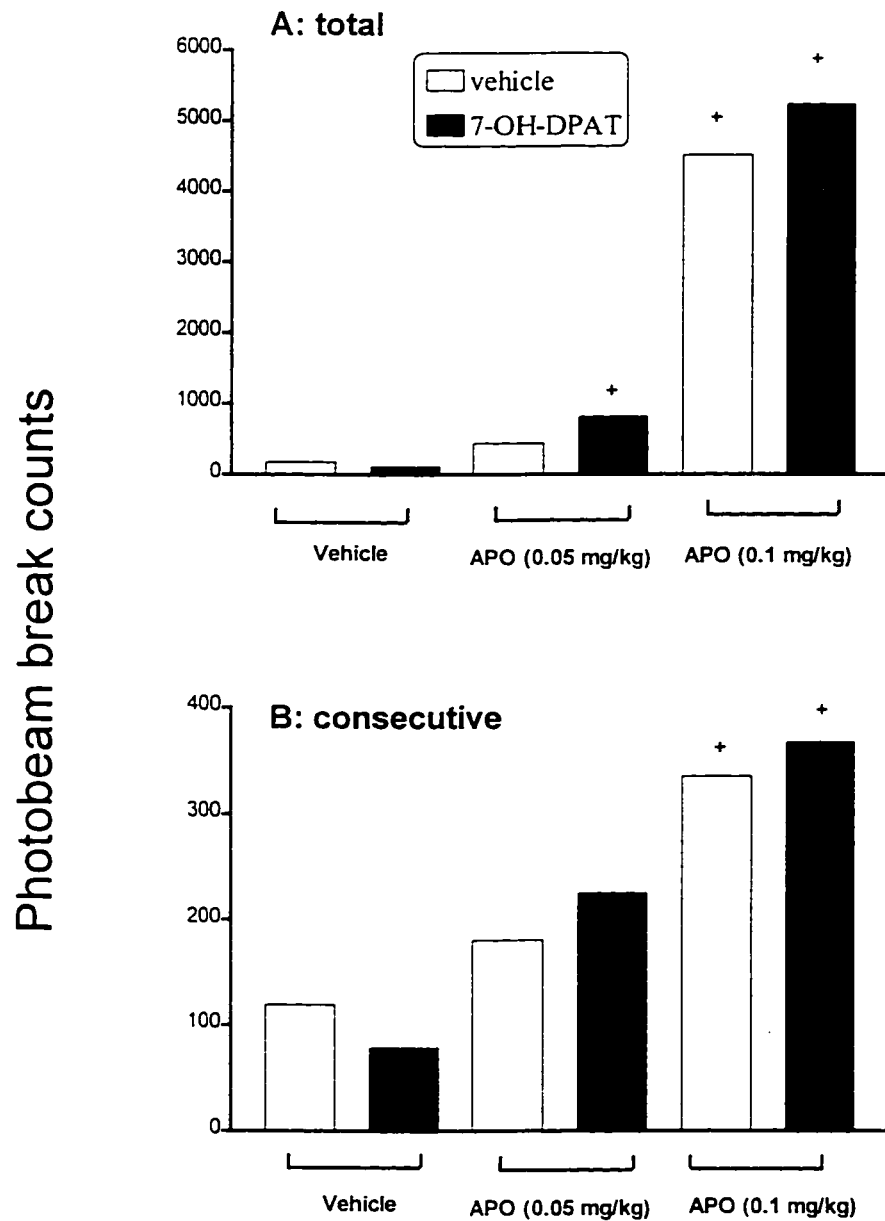 A: total
6000
5000
4000
3000
2000
1000
0
vehicle
7-OH-DPAT
+
+
+
Vehicle
APO (0.05 mg/kg)
APO (0.1 mg/kg)
Photobeam break counts
B: consecutive
400
300
200
100
0
+
+
Vehicle
APO (0.05 mg/kg)
APO (0.1 mg/kg)